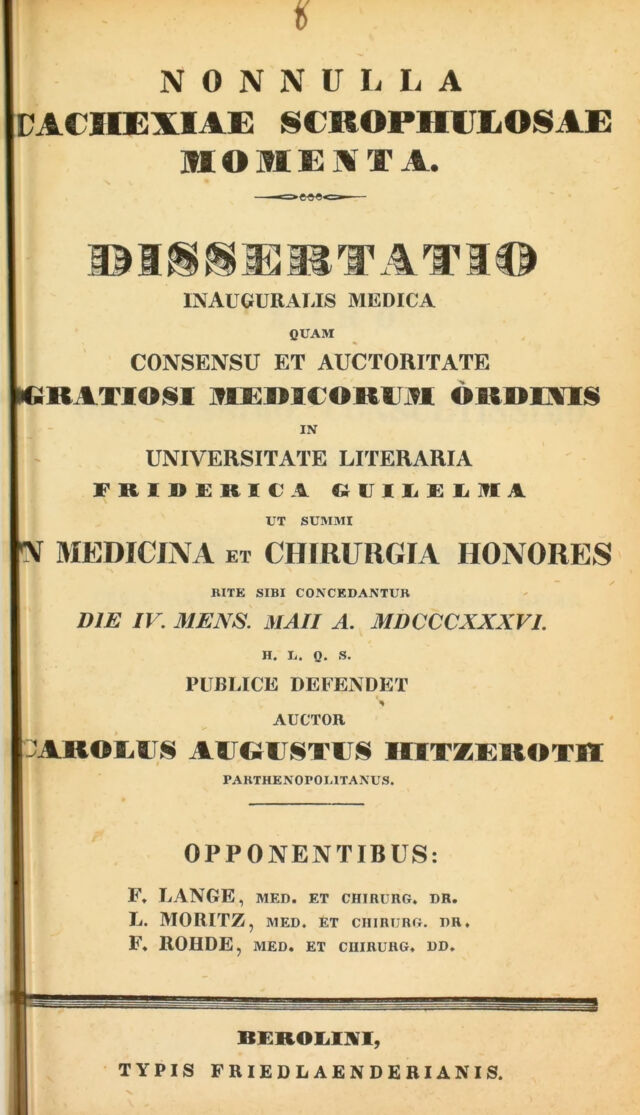 8
NONNULLA
CACHEXIAE SCROPHULOSAE
MOMENTA.
DISSERTATIO
INAUGURALIS MEDICA
QUAM
CONSENSU ET AUCTORITATE
GRATIOSI MEDICORUM ORDINIS
IN
UNIVERSITATE LITERARIA
FRIDERICA GUILELMA
UT SUMMI
IN MEDICINA ET CHIRURGIA HONORES
RITE SIBI CONCEDANTUR
DIE IV. MENS. MAII A. MDCCCXXXVI.
H. L. Q. S.
PUBLICE DEFENDET
AUCTOR
CAROLUS AUGUSTUS HITZEROTH
PARTHENOPOLITANUS.
OPPONENTIBUS:
F. LANGE, MED. ET CHIRURG. DR.
L. MORITZ, MED. ET CHIRURG. DR.
F. ROHDE, MED. ET CHIRURG. DD.
BEROLINI,
TYPIS FRIEDLAENDERIANIS.